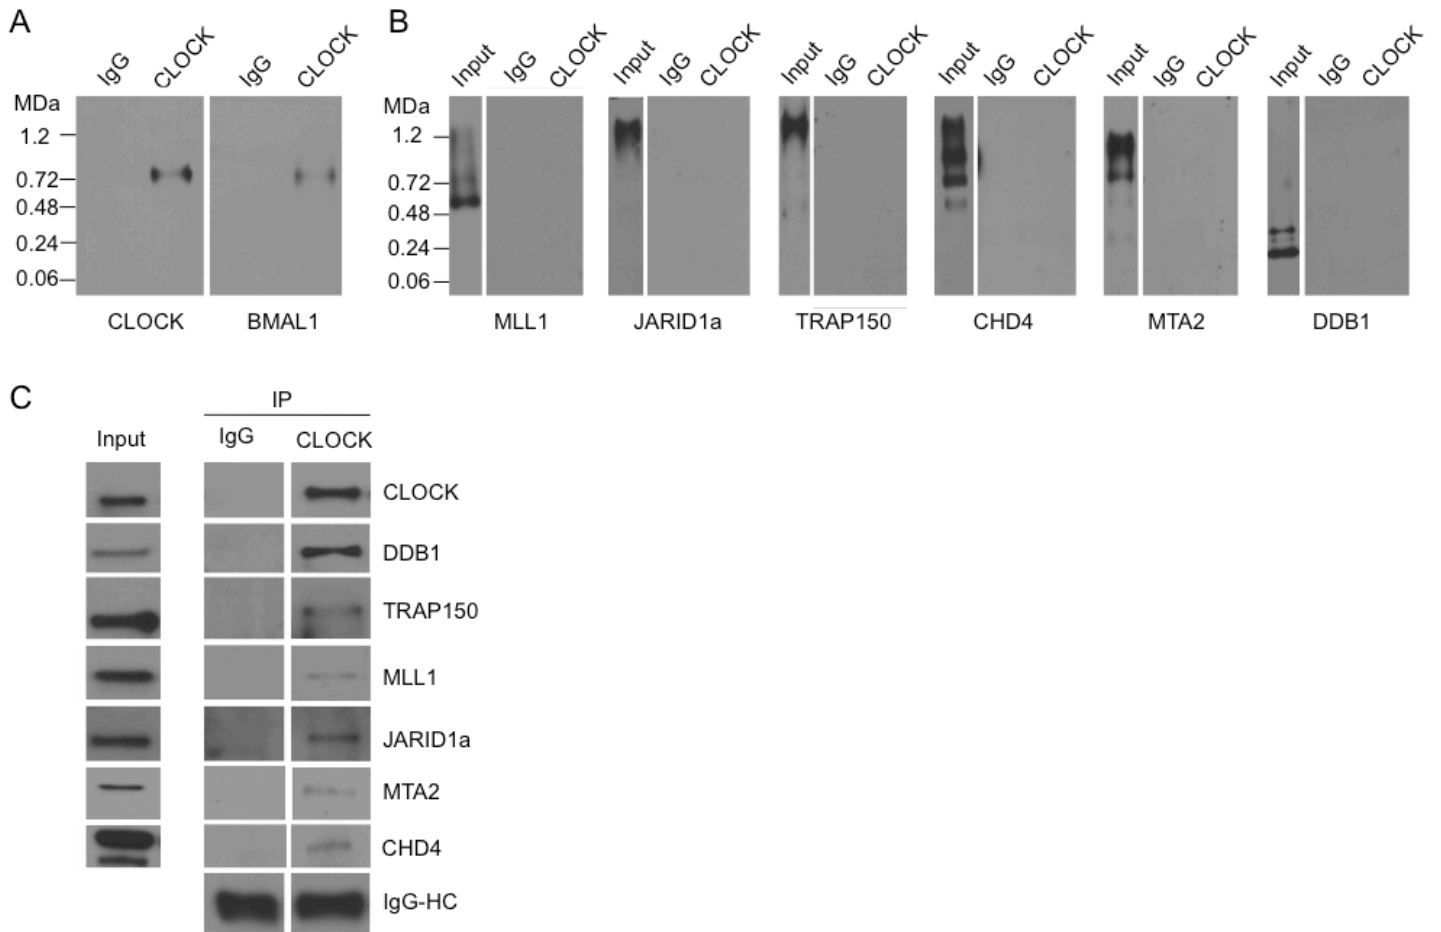 A
B
IgG CLOCK IgG CLOCK
Input IgG CLOCK Input IgG CLOCK Input IgG CLOCK Input IgG CLOCK Input IgG CLOCK Input IgG CLOCK
MDa
1.2
0.72
0.48
0.24
0.06
MDa
1.2
0.72
0.48
0.24
0.06
CLOCK BMAL1
MLL1 JARID1a TRAP150 CHD4 MTA2 DDB1
C
IP
Input IgG CLOCK
CLOCK
DDB1
TRAP150
MLL1
JARID1a
MTA2
CHD4
IgG-HC